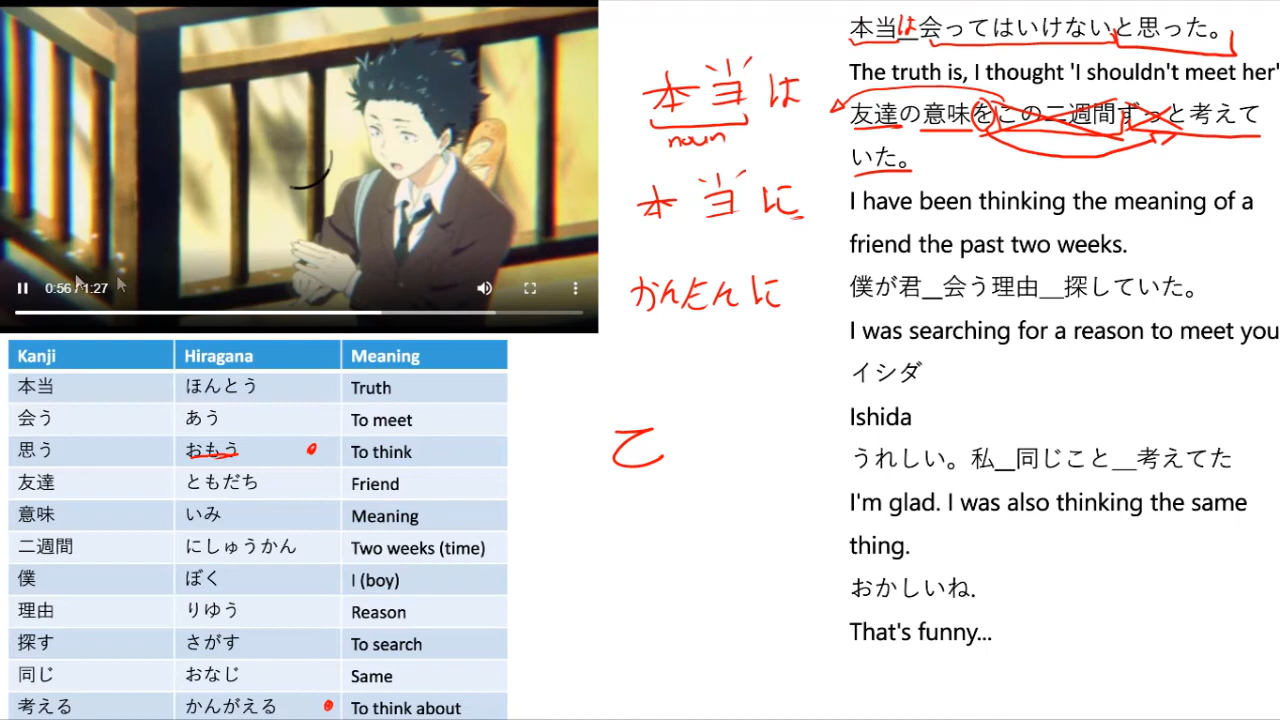 0:56 / 1:27
Kanji Hiragana Meaning
本当 ほんとう Truth
会う あう To meet
思う おもう To think
友達 ともだち Friend
意味 いみ Meaning
二週間 にしゅうかん Two weeks (time)
僕 ぼく I (boy)
理由 りゆう Reason
探す さがす To search
同じ おなじ Same
考える かんがえる To think about
本当は
noun
本当に
かんたんに
て
本当は会ってはいけないと思った。
The truth is, I thought 'I shouldn't meet her'
友達の意味をこの二週間ずっと考えて
いた。
I have been thinking the meaning of a
friend the past two weeks.
僕が君__会う理由__探していた。
I was searching for a reason to meet you
イシダ
Ishida
うれしい。私__同じこと__考えてた
I'm glad. I was also thinking the same
thing.
おかしいね.
That's funny...